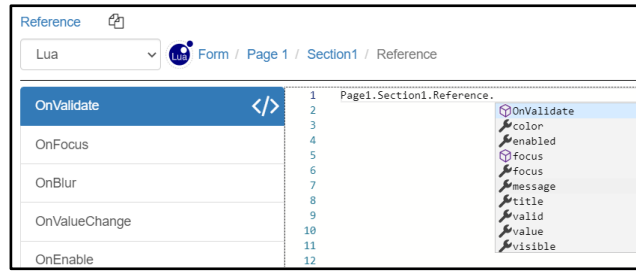 Reference
Lua
Lua
Form / Page 1 / Section1 / Reference
OnValidate </>
OnFocus
OnBlur
OnValueChange
OnEnable
1 Page1.Section1.Reference.
2
3
4
5
6
7
8
9
10
11
12
OnValidate
color
enabled
focus
focus
message
title
valid
value
visible